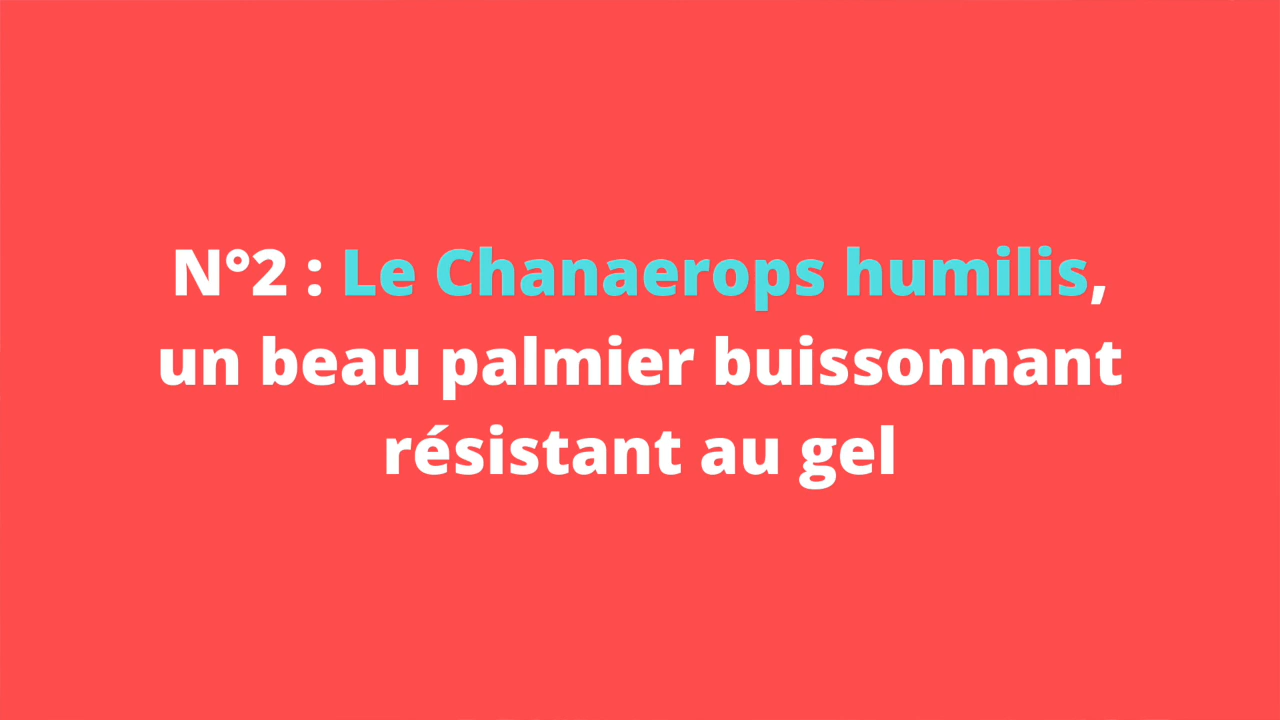 N°2 : Le Chanaerops humilis,
un beau palmier buissonnant
résistant au gel